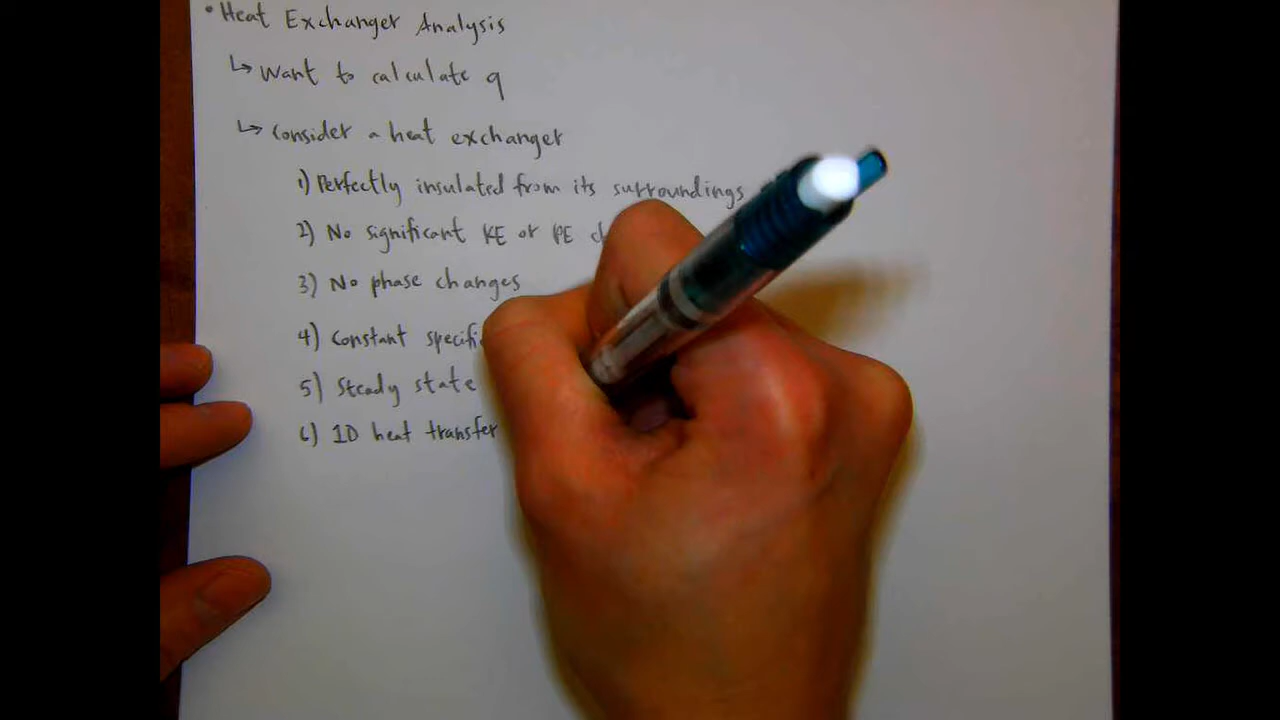 • Heat Exchanger Analysis
↳ Want to calculate q
↳ Consider a heat exchanger
1) Perfectly insulated from its surroundings
2) No significant KE or PE
3) No phase changes
4) Constant
5) Steady state
6) 1D heat transfer